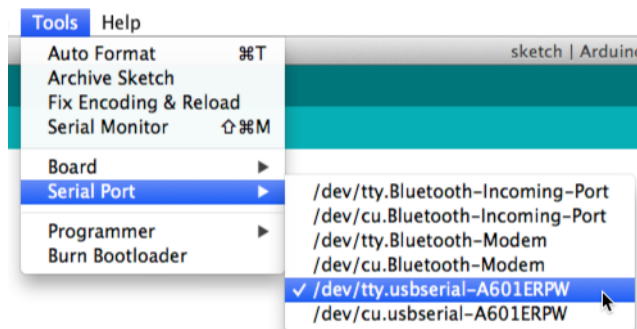 Tools Help
sketch | Arduino
Auto Format ⌘T
Archive Sketch
Fix Encoding & Reload
Serial Monitor ⇧⌘M
Board ▶
Serial Port ▶
/dev/tty.Bluetooth-Incoming-Port
/dev/cu.Bluetooth-Incoming-Port
Programmer ▶
/dev/tty.Bluetooth-Modem
Burn Bootloader
/dev/cu.Bluetooth-Modem
✓ /dev/tty.usbserial-A601ERPW
/dev/cu.usbserial-A601ERPW